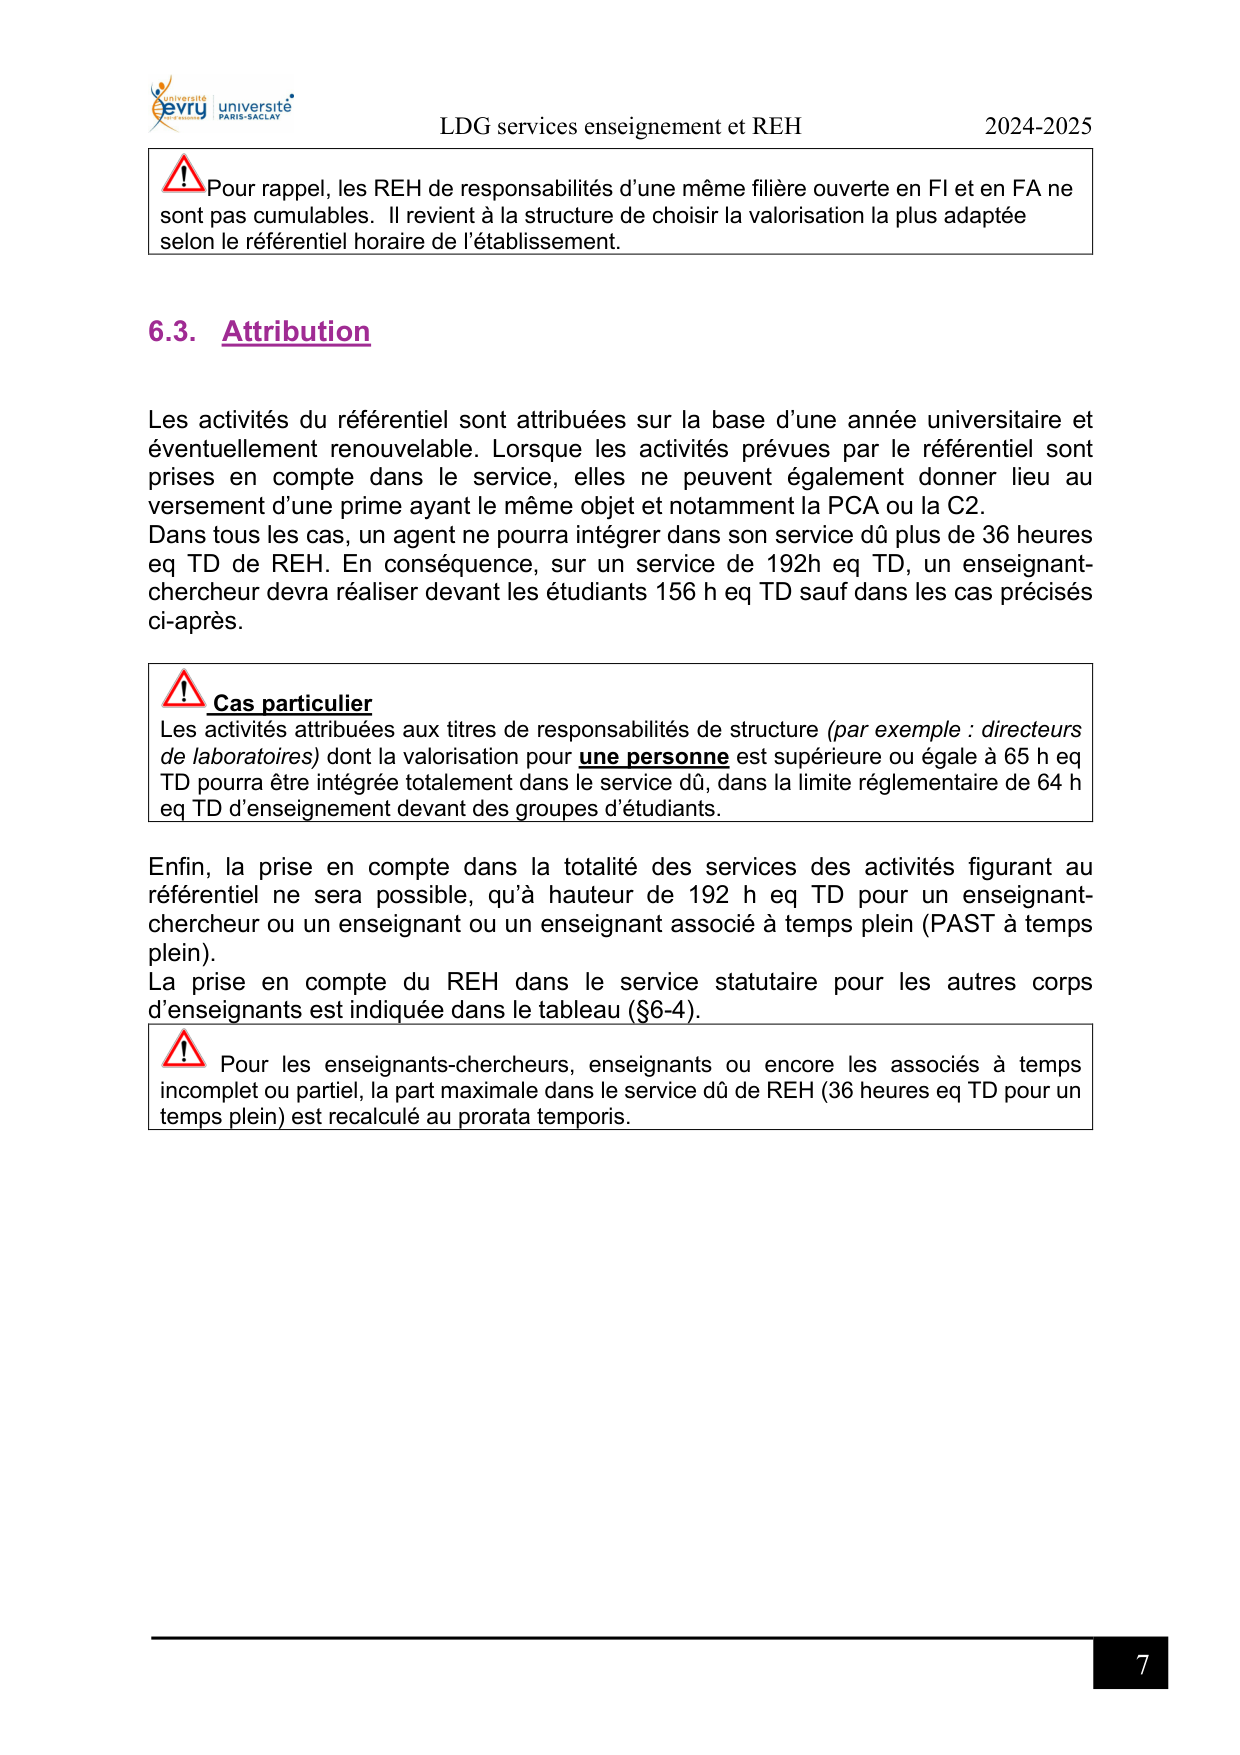 université
evry
université
PARIS-SACLAY
LDG services enseignement et REH 2024-2025
Pour rappel, les REH de responsabilités d’une même filière ouverte en FI et en FA ne
sont pas cumulables. Il revient à la structure de choisir la valorisation la plus adaptée
selon le référentiel horaire de l’établissement.
6.3. Attribution
Les activités du référentiel sont attribuées sur la base d’une année universitaire et
éventuellement renouvelable. Lorsque les activités prévues par le référentiel sont
prises en compte dans le service, elles ne peuvent également donner lieu au
versement d’une prime ayant le même objet et notamment la PCA ou la C2.
Dans tous les cas, un agent ne pourra intégrer dans son service dû plus de 36 heures
eq TD de REH. En conséquence, sur un service de 192h eq TD, un enseignant-
chercheur devra réaliser devant les étudiants 156 h eq TD sauf dans les cas précisés
ci-après.
Cas particulier
Les activités attribuées aux titres de responsabilités de structure (par exemple : directeurs
de laboratoires) dont la valorisation pour une personne est supérieure ou égale à 65 h eq
TD pourra être intégrée totalement dans le service dû, dans la limite réglementaire de 64 h
eq TD d’enseignement devant des groupes d’étudiants.
Enfin, la prise en compte dans la totalité des services des activités figurant au
référentiel ne sera possible, qu’à hauteur de 192 h eq TD pour un enseignant-
chercheur ou un enseignant ou un enseignant associé à temps plein (PAST à temps
plein).
La prise en compte du REH dans le service statutaire pour les autres corps
d’enseignants est indiquée dans le tableau (§6-4).
Pour les enseignants-chercheurs, enseignants ou encore les associés à temps
incomplet ou partiel, la part maximale dans le service dû de REH (36 heures eq TD pour un
temps plein) est recalculé au prorata temporis.
7